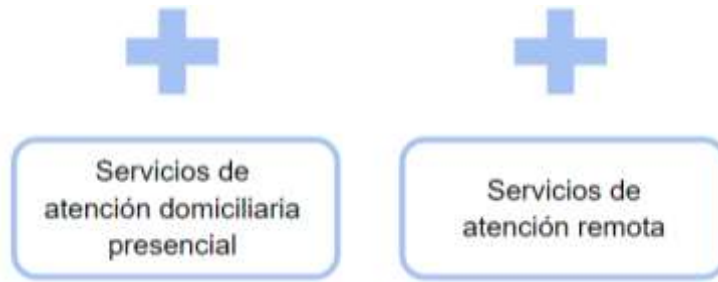 Servicios de
atención domiciliaria
presencial
Servicios de
atención remota